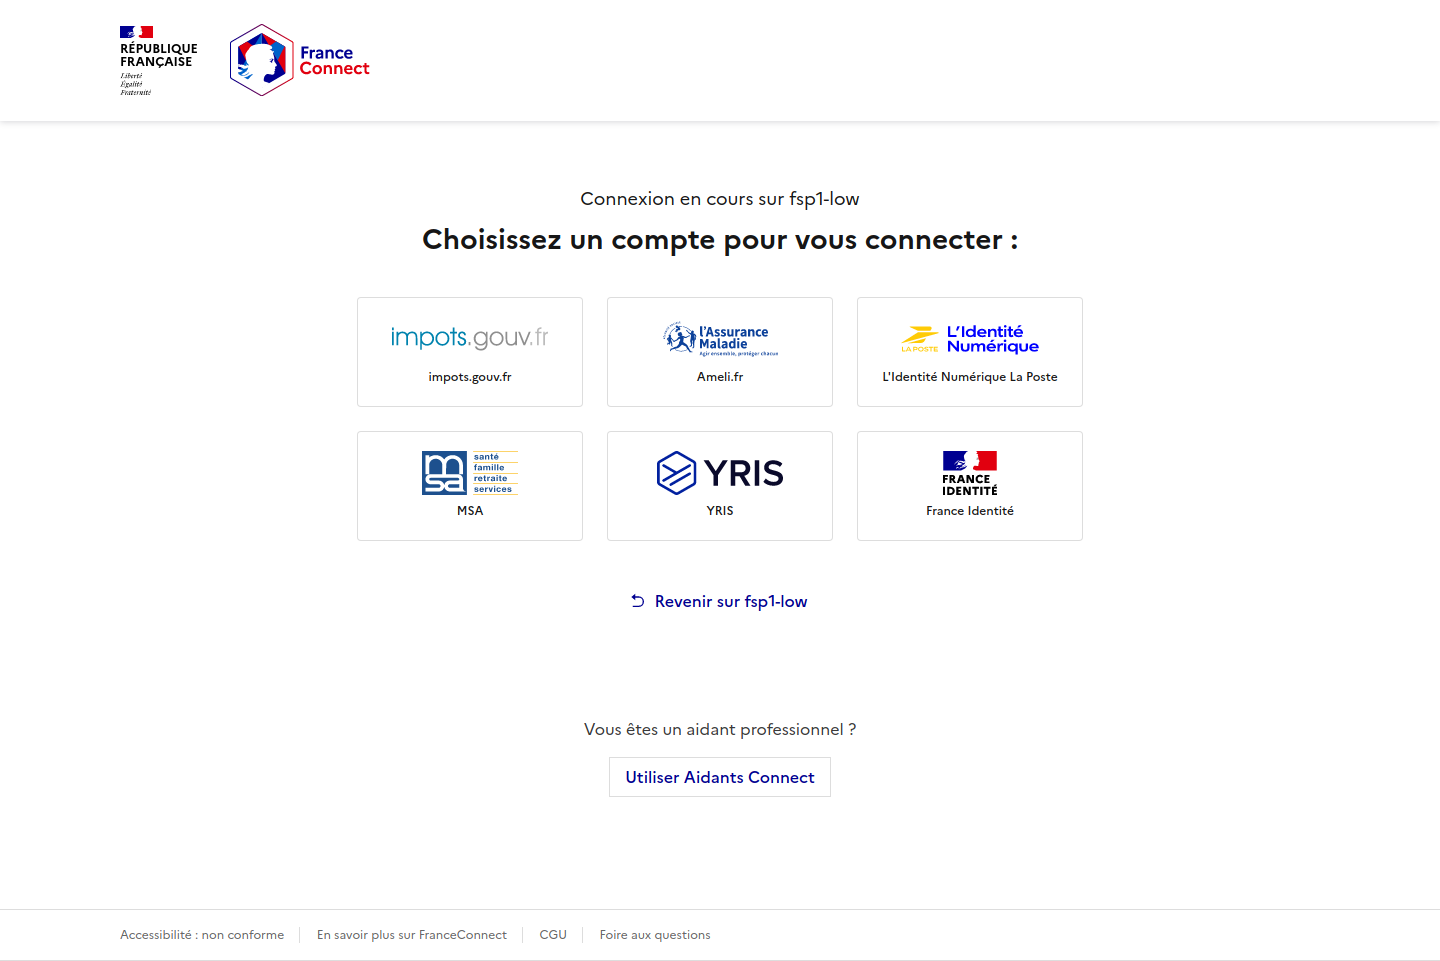 RÉPUBLIQUE
FRANÇAISE
Liberté
Égalité
Fraternité
France
Connect
Connexion en cours sur fsp1-low
Choisissez un compte pour vous connecter :
impots.gouv.fr
impots.gouv.fr
l'Assurance
Maladie
Agir ensemble, protéger chacun
Ameli.fr
LA POSTE
L'Identité
Numérique
L'Identité Numérique La Poste
msa
santé
famille
retraite
services
MSA
YRIS
YRIS
FRANCE
IDENTITÉ
France Identité
Revenir sur fsp1-low
Vous êtes un aidant professionnel ?
Utiliser Aidants Connect
Accessibilité : non conforme
En savoir plus sur FranceConnect
CGU
Foire aux questions